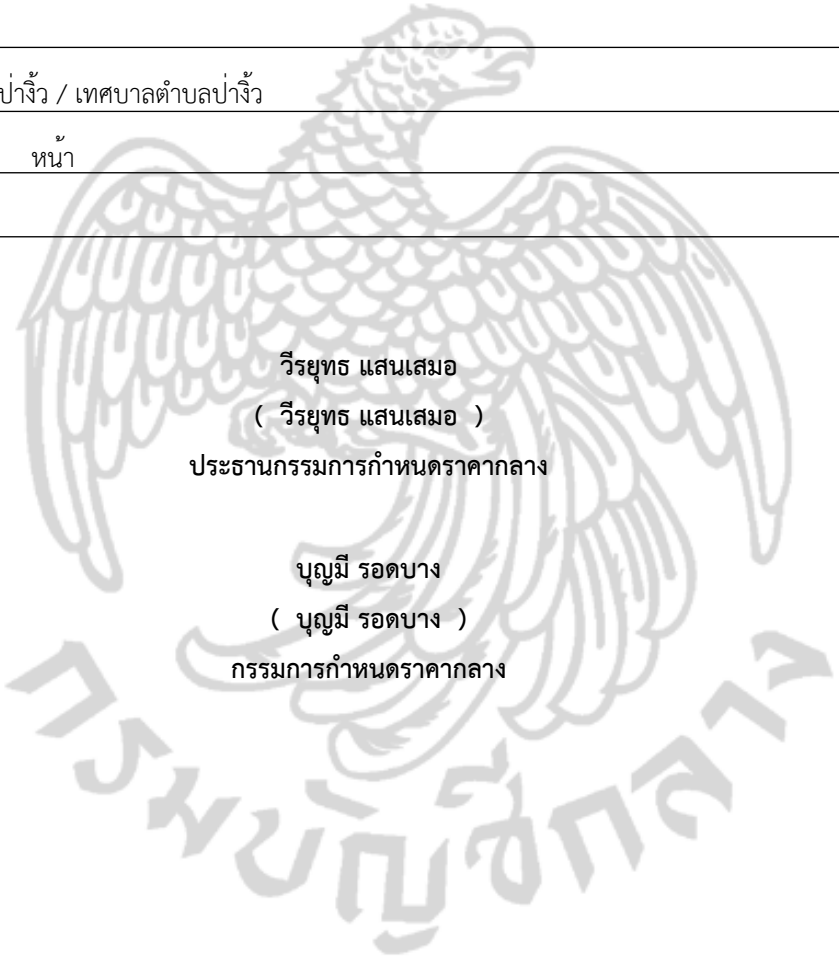 ป่างิ้ว / เทศบาลตำบลป่างิ้ว
หน้า
วีรยุทธ แสนเสมอ
( วีรยุทธ แสนเสมอ )
ประธานกรรมการกำหนดราคากลาง
บุญมี รอดบาง
( บุญมี รอดบาง )
กรรมการกำหนดราคากลาง
กรมบัญชีกลาง